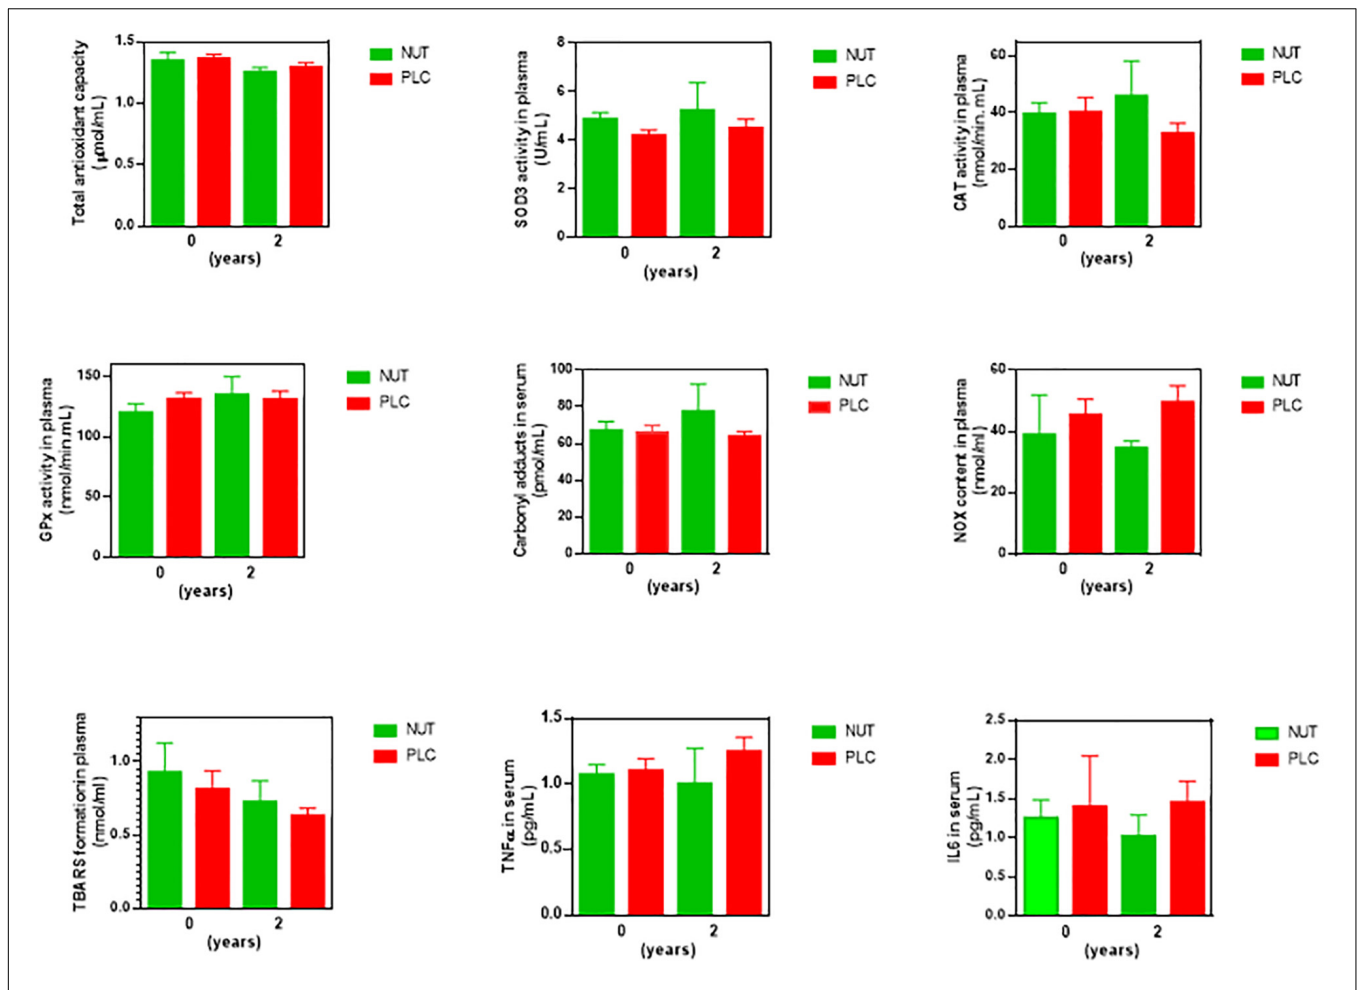 Total antioxidant capacity
(µmol/mL)
1.5
1.0
0.5
0.0
0
2
(years)
NUT
PLC
SOD3 activity in plasma
(U/mL)
8
6
4
2
0
0
2
(years)
NUT
PLC
CAT activity in plasma
(nmol/min. mL)
60
40
20
0
0
2
(years)
NUT
PLC
GPx activity in plasma
(nmol/min.mL)
150
100
50
0
0
2
(years)
NUT
PLC
Carbonyl adducts in serum
(pmol/mL)
100
80
60
40
20
0
0
2
(years)
NUT
PLC
NOX content in plasma
(nmol/ml)
60
40
20
0
0
2
(years)
NUT
PLC
TBARS formationin plasma
(nmol/ml)
1.0
0.5
0.0
0
2
(years)
NUT
PLC
TNFα in serum
(pg/mL)
1.5
1.0
0.5
0.0
0
2
(years)
NUT
PLC
IL6 in serum
(pg/mL)
2.5
2.0
1.5
1.0
0.5
0.0
0
2
(years)
NUT
PLC